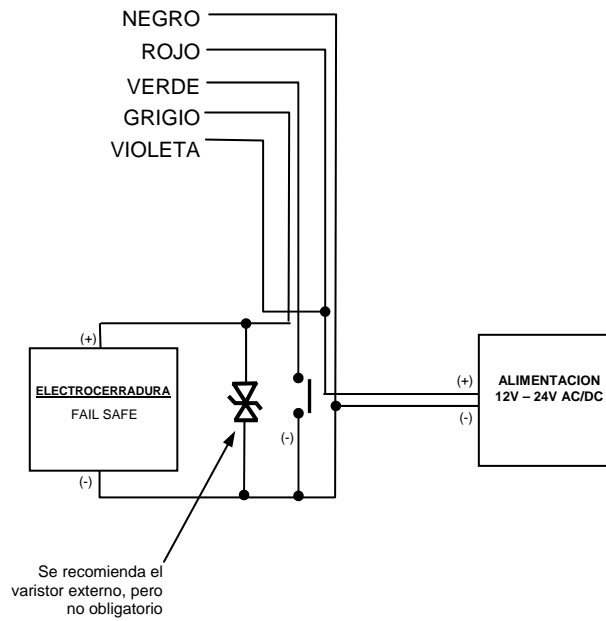 NEGRO
ROJO
VERDE
GRIGIO
VIOLETA
(+)
ELECTROCERRADURA
FAIL SAFE
(-)
(-)
(+)
(-)
ALIMENTACION
12V – 24V AC/DC
Se recomienda el
varistor externo, pero
no obligatorio